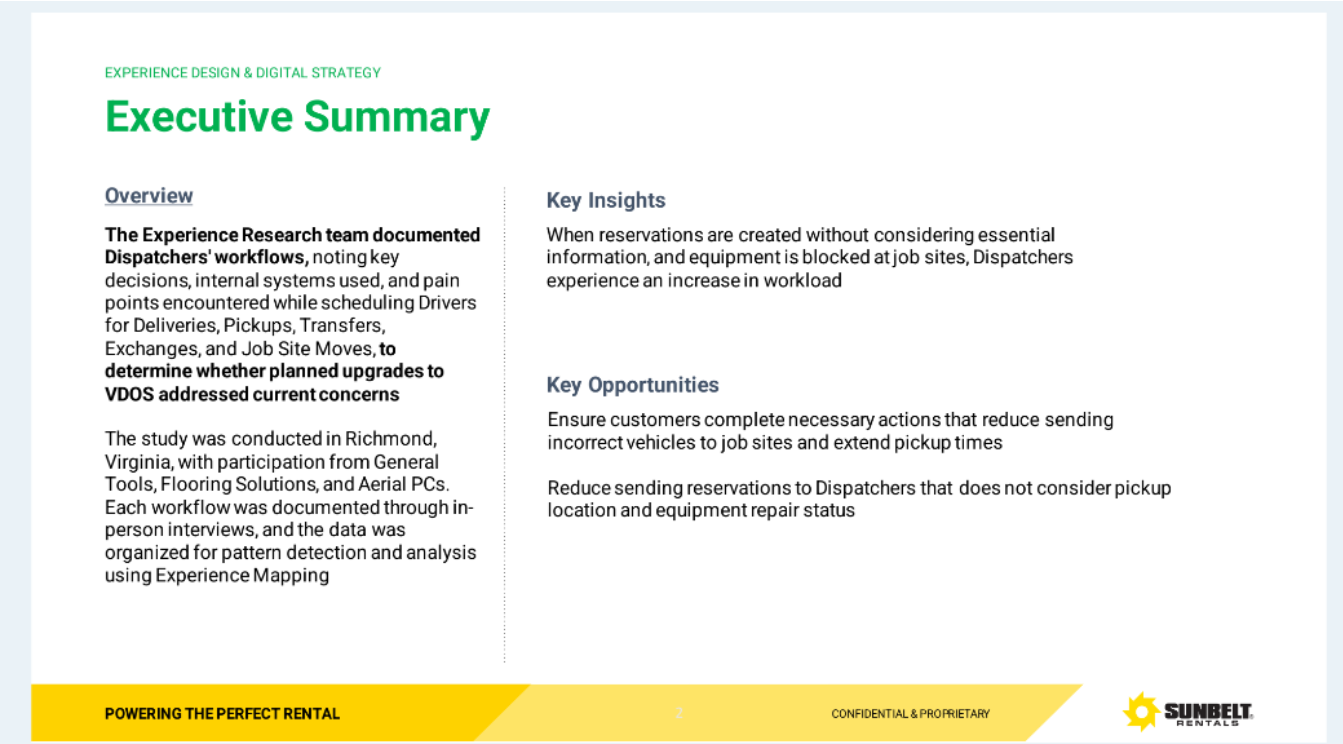 EXPERIENCE DESIGN & DIGITAL STRATEGY
Executive Summary
Overview
The Experience Research team documented
Dispatchers' workflows, noting key
decisions, internal systems used, and pain
points encountered while scheduling Drivers
for Deliveries, Pickups, Transfers,
Exchanges, and Job Site Moves, to
determine whether planned upgrades to
VDOS addressed current concerns
The study was conducted in Richmond,
Virginia, with participation from General
Tools, Flooring Solutions, and Aerial PCs.
Each workflow was documented through in-
person interviews, and the data was
organized for pattern detection and analysis
using Experience Mapping
Key Insights
When reservations are created without considering essential
information, and equipment is blocked at job sites, Dispatchers
experience an increase in workload
Key Opportunities
Ensure customers complete necessary actions that reduce sending
incorrect vehicles to job sites and extend pickup times
Reduce sending reservations to Dispatchers that does not consider pickup
location and equipment repair status
POWERING THE PERFECT RENTAL
2
CONFIDENTIAL & PROPRIETARY
SUNBELT
RENTALS